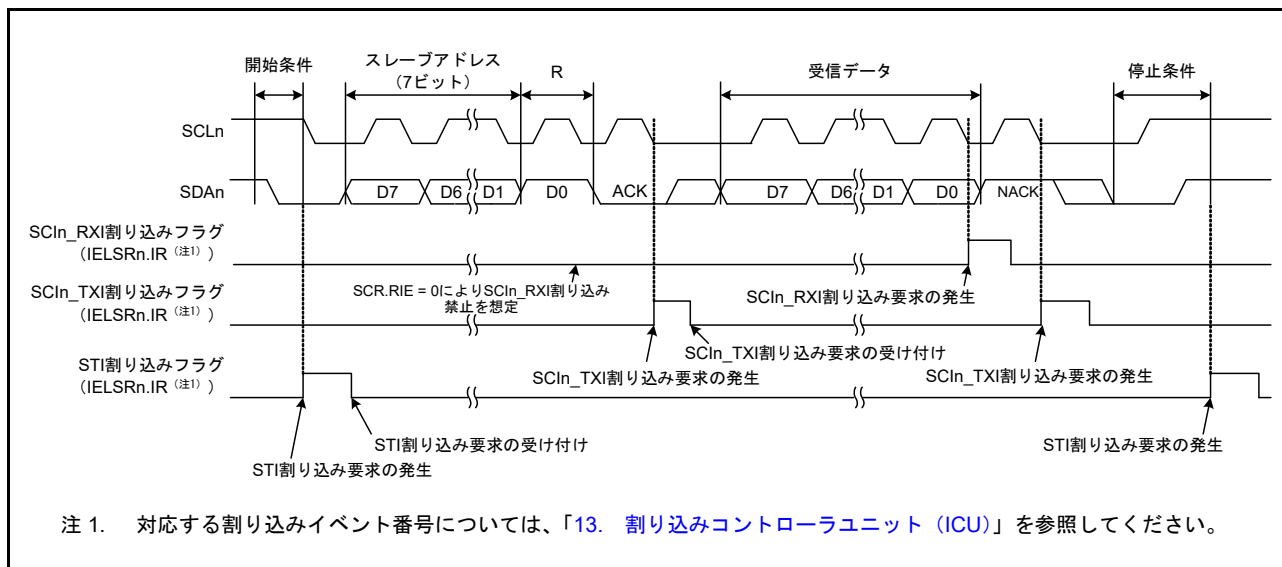 開始条件
スレーブアドレス
(7ビット)
R
受信データ
停止条件
SCLn
SDAn
D7
D6
D1
D0
ACK
D7
D6
D1
D0
NACK
SCIn_RXI割り込みフラグ
(IELSRn.IR (注1) )
SCR.RIE = 0によりSCIn_RXI割り込み
禁止を想定
SCIn_RXI割り込み要求の発生
SCIn_TXI割り込みフラグ
(IELSRn.IR (注1) )
SCIn_TXI割り込み要求の受け付け
SCIn_TXI割り込み要求の発生
SCIn_TXI割り込み要求の発生
STI割り込みフラグ
(IELSRn.IR (注1) )
STI割り込み要求の受け付け
STI割り込み要求の発生
STI割り込み要求の発生
注 1. 対応する割り込みイベント番号については、「13. 割り込みコントローラユニット（ICU）」を参照してください。